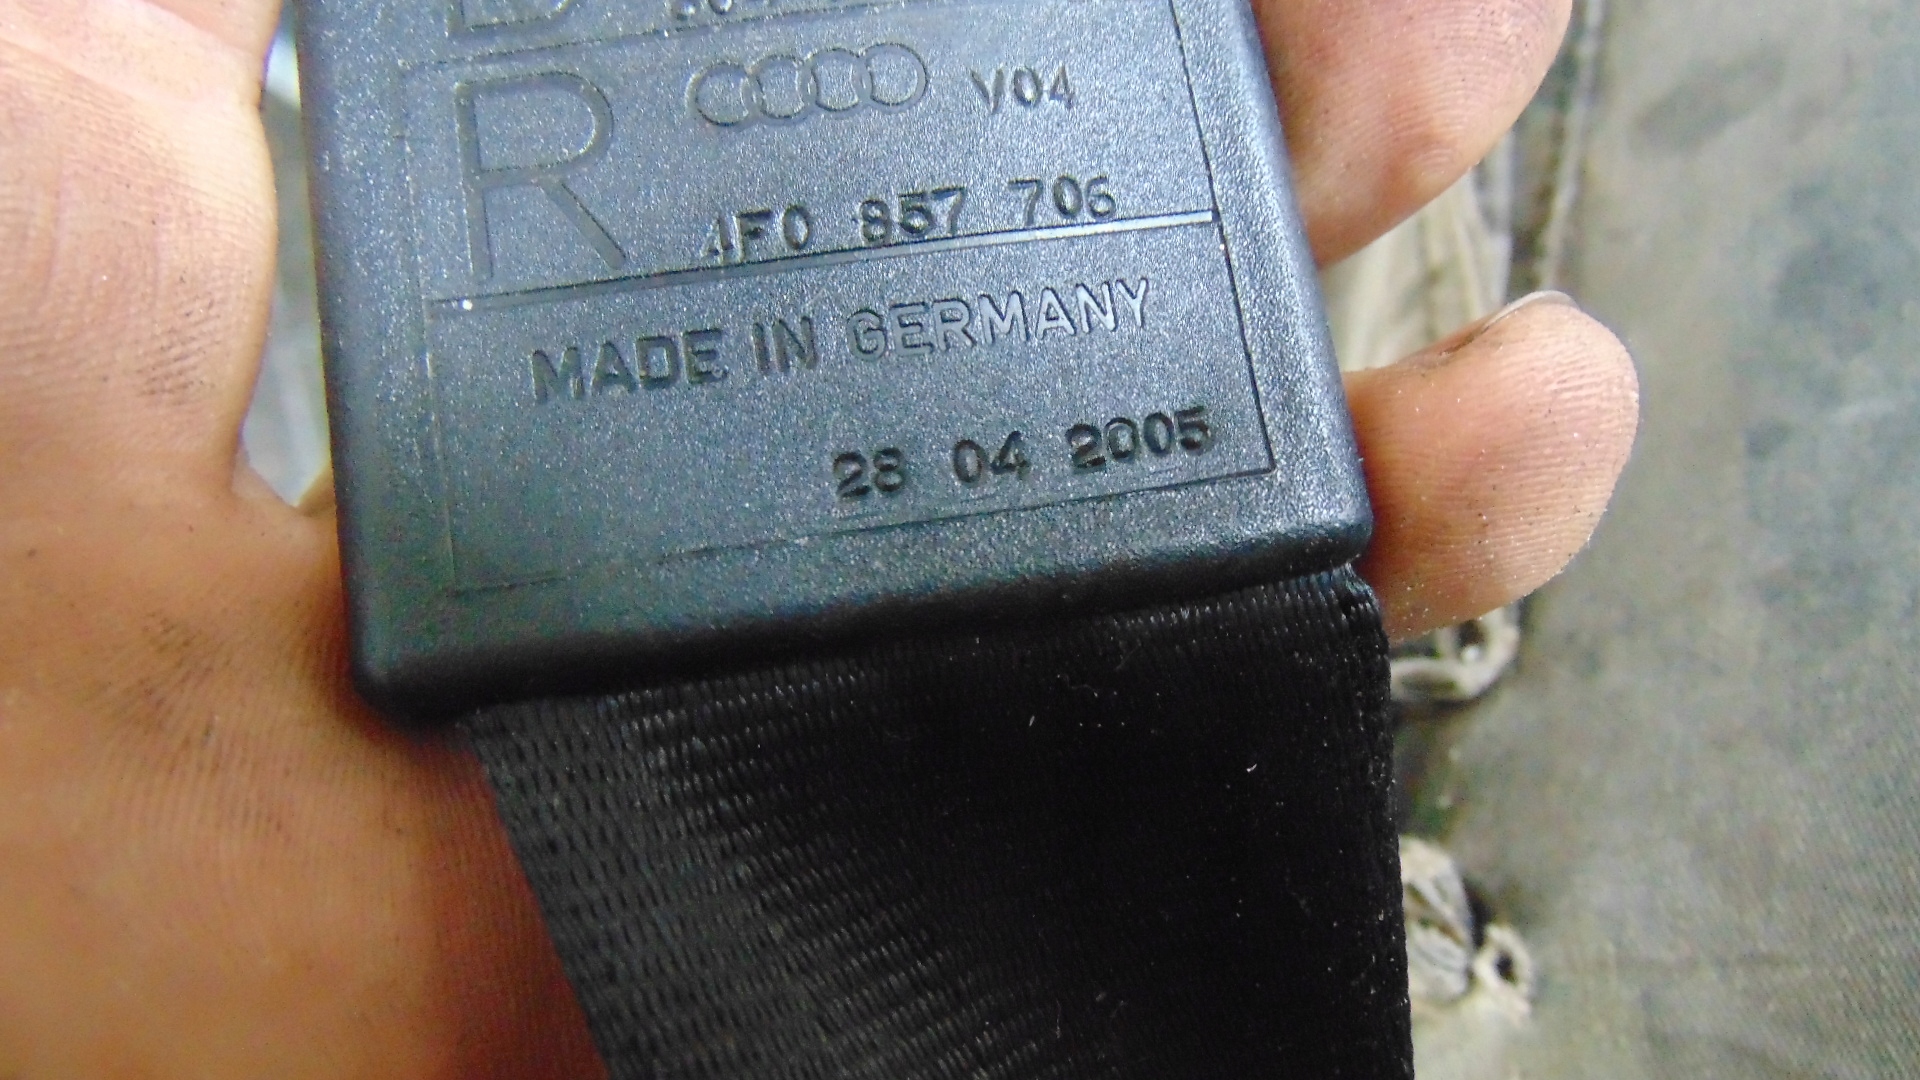 R V04
4F0 857 706
MADE IN GERMANY
28 04 2005